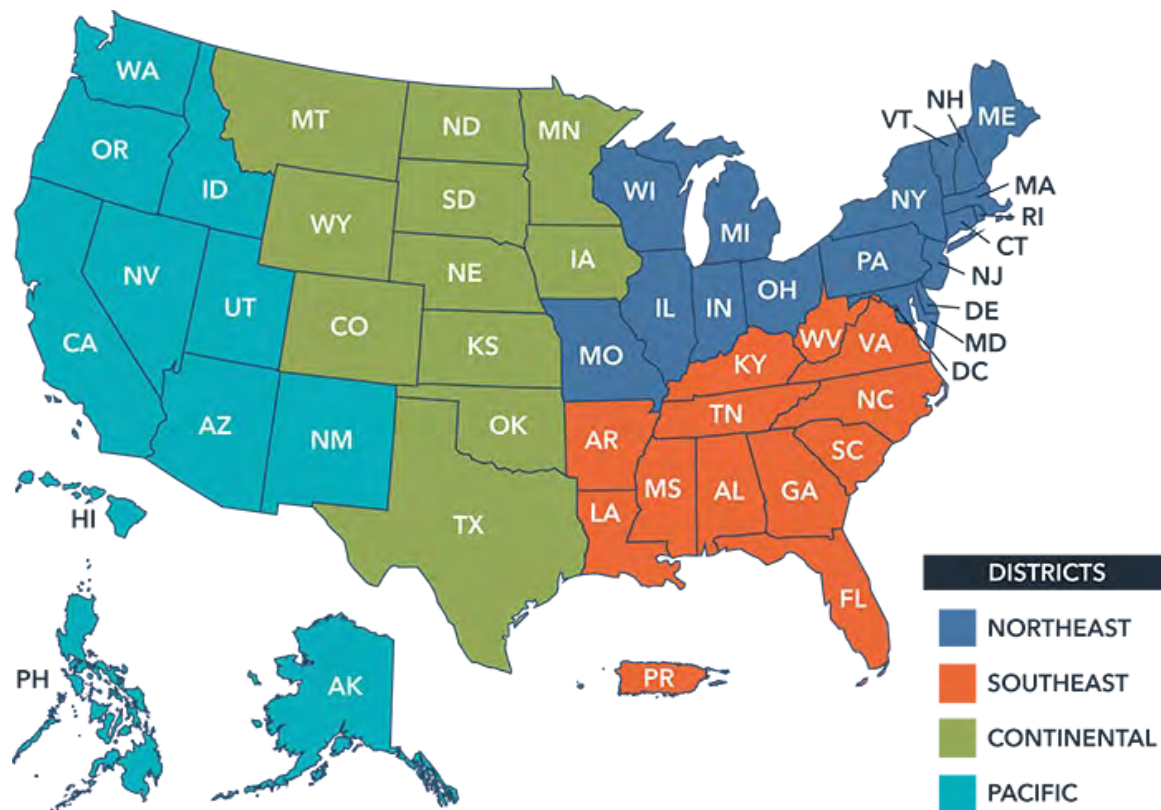 WA
MT
ND
MN
OR
ID
WY
SD
WI
MI
NY
VT
NH
ME
MA
RI
CT
NJ
PA
DE
MD
DC
NV
UT
CO
NE
IA
IL
IN
OH
CA
AZ
NM
KS
MO
KY
WV
VA
OK
AR
TN
NC
SC
TX
LA
MS
AL
GA
FL
HI
PH
AK
PR
DISTRICTS
NORTHEAST
SOUTHEAST
CONTINENTAL
PACIFIC